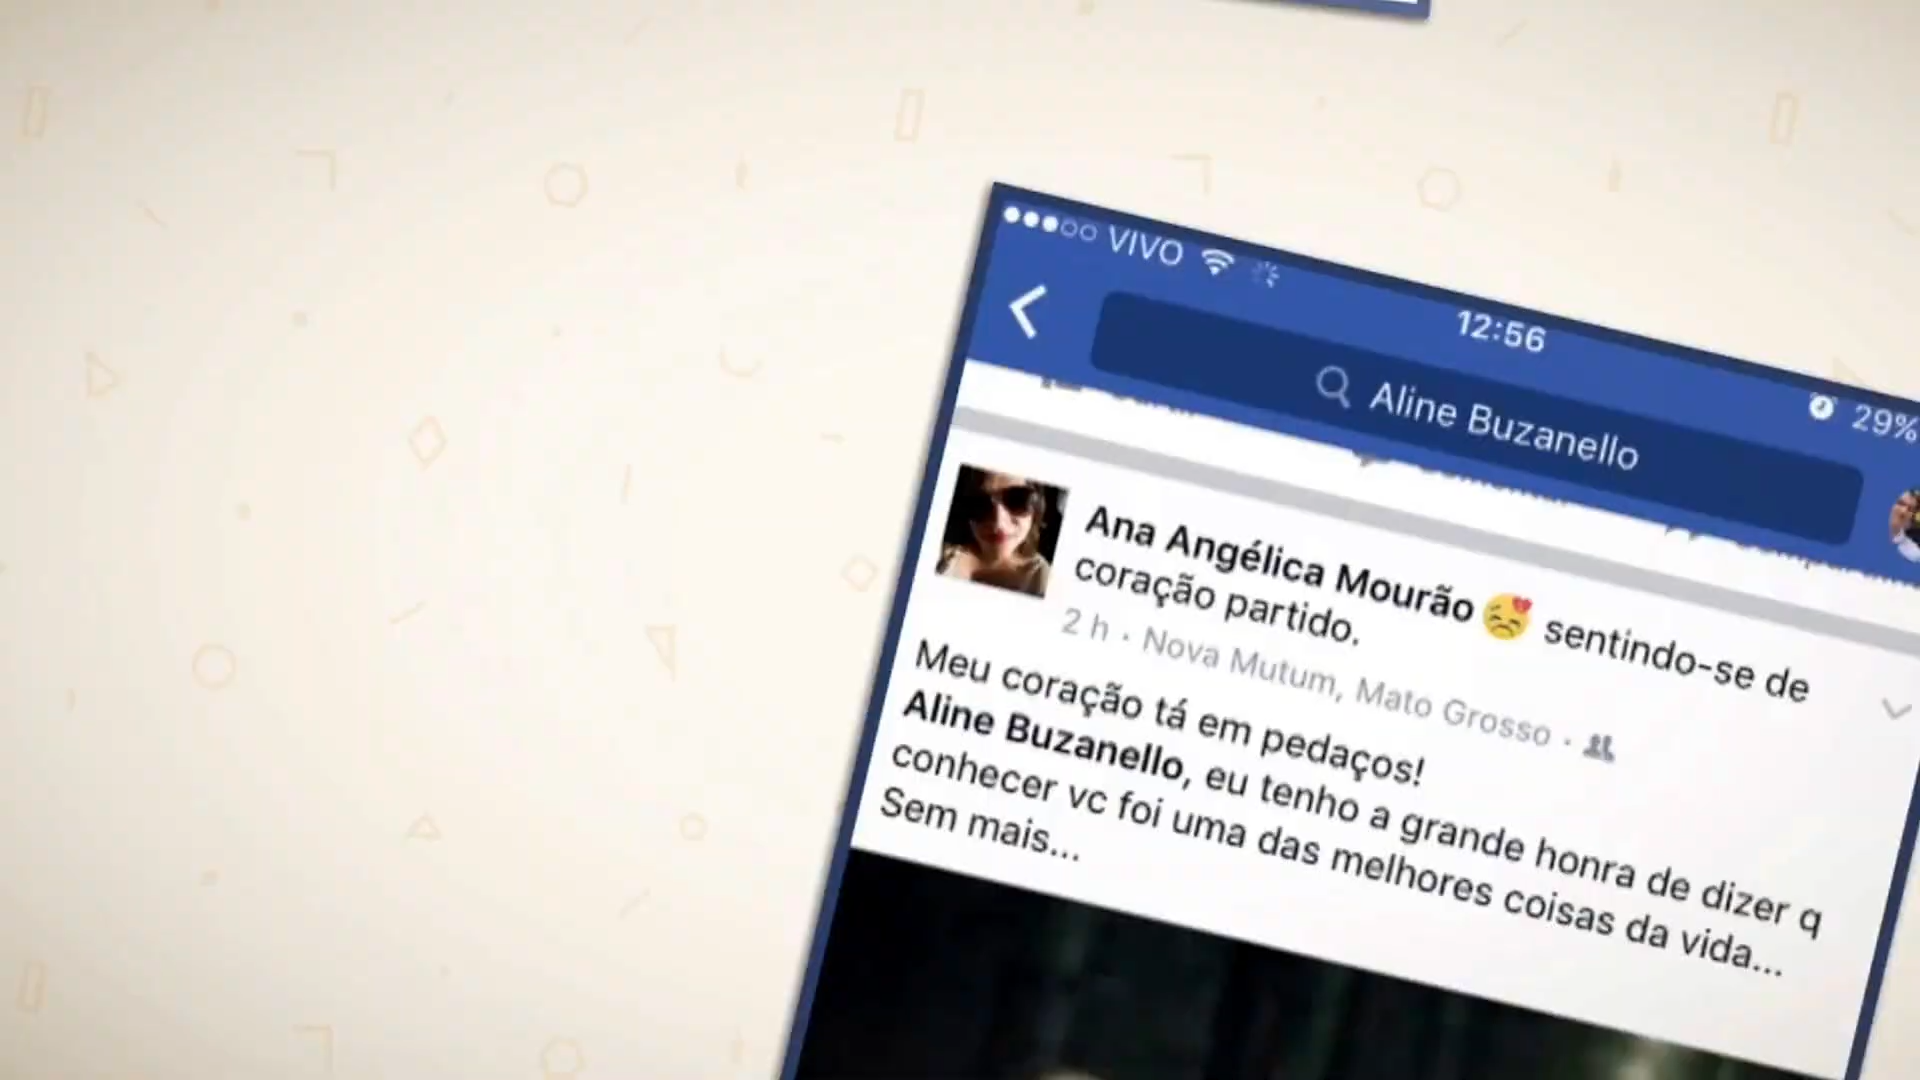 VIVO
12:56
29%
Aline Buzanello
Ana Angélica Mourão sentindo-se de
coração partido.
2 h · Nova Mutum, Mato Grosso ·
Meu coração tá em pedaços!
Aline Buzanello, eu tenho a grande honra de dizer q
conhecer vc foi uma das melhores coisas da vida...
Sem mais...